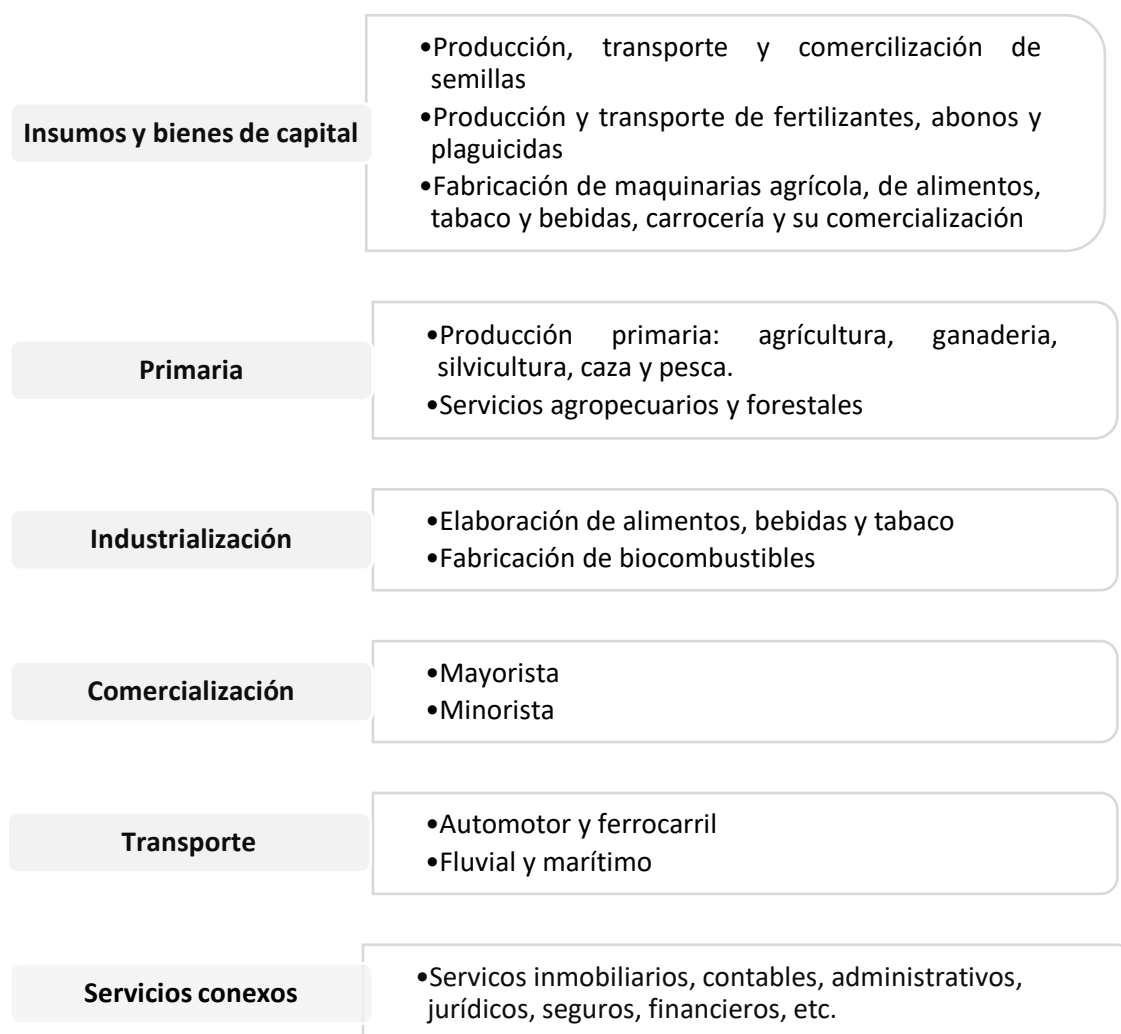 Insumos y bienes de capital
•Producción, transporte y comercilización de
semillas
•Producción y transporte de fertilizantes, abonos y
plaguicidas
•Fabricación de maquinarias agrícola, de alimentos,
tabaco y bebidas, carrocería y su comercialización
Primaria
•Producción primaria: agrícultura, ganaderia,
silvicultura, caza y pesca.
•Servicios agropecuarios y forestales
Industrialización
•Elaboración de alimentos, bebidas y tabaco
•Fabricación de biocombustibles
Comercialización
•Mayorista
•Minorista
Transporte
•Automotor y ferrocarril
•Fluvial y marítimo
Servicios conexos
•Servicos inmobiliarios, contables, administrativos,
jurídicos, seguros, financieros, etc.